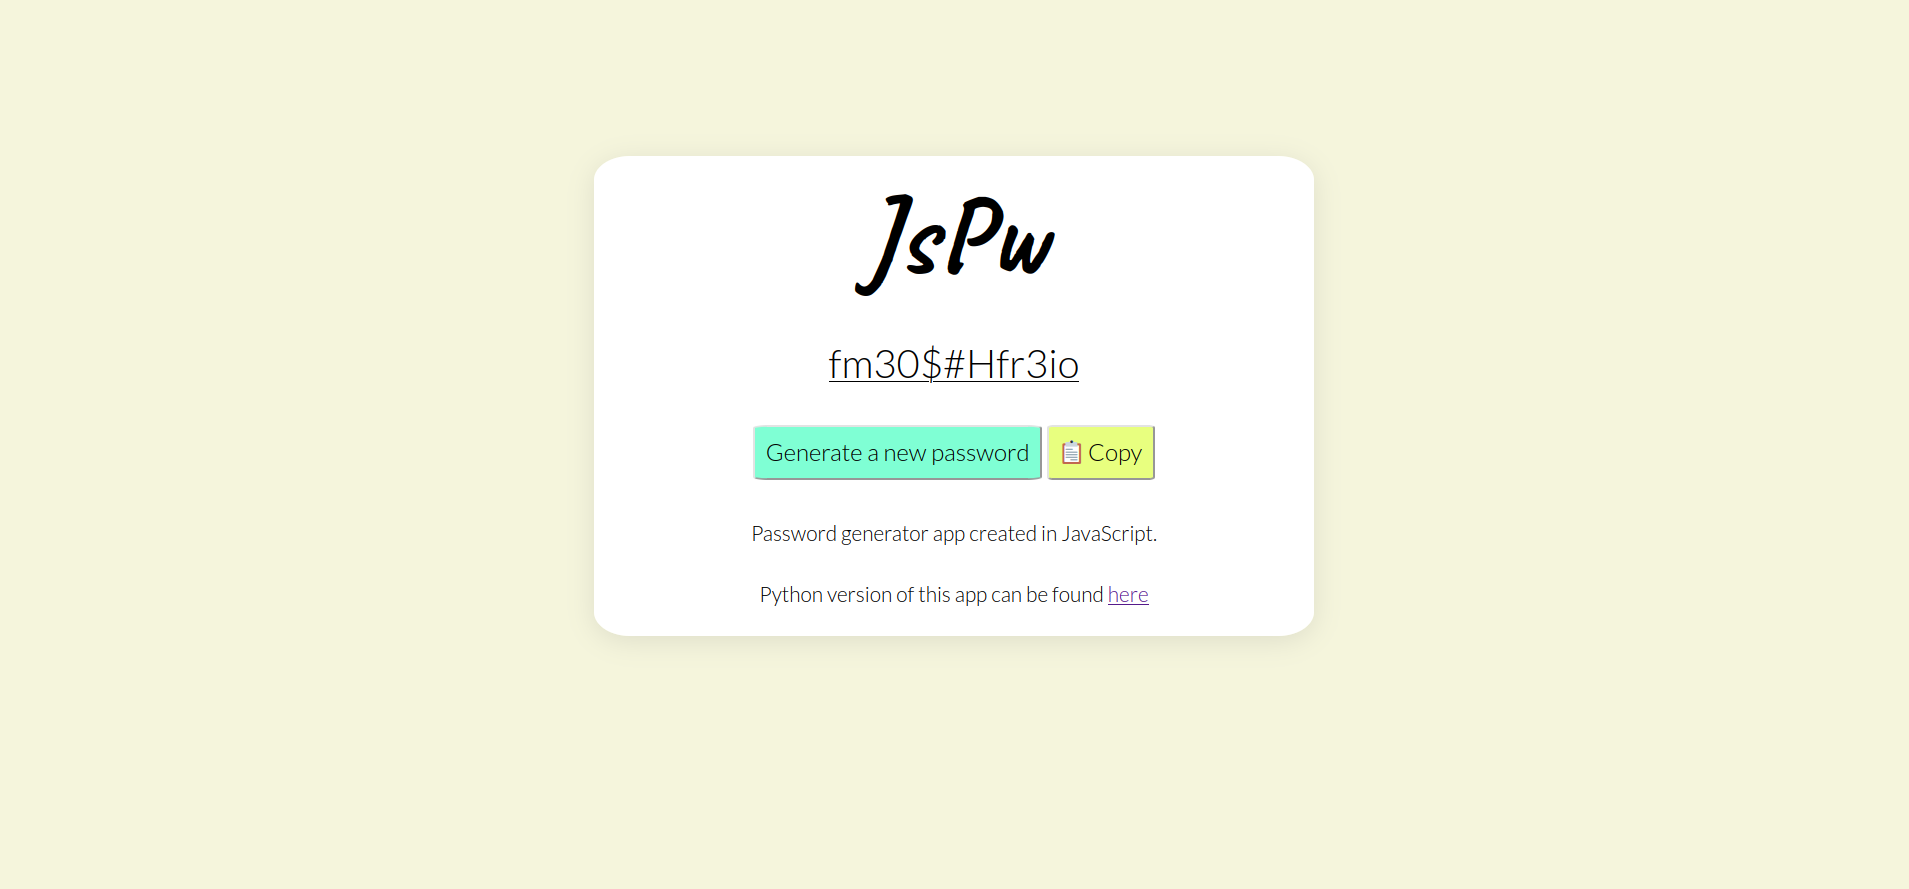 JsPw
fm30$#Hfr3io
Generate a new password
📋 Copy
Password generator app created in JavaScript.
Python version of this app can be found here